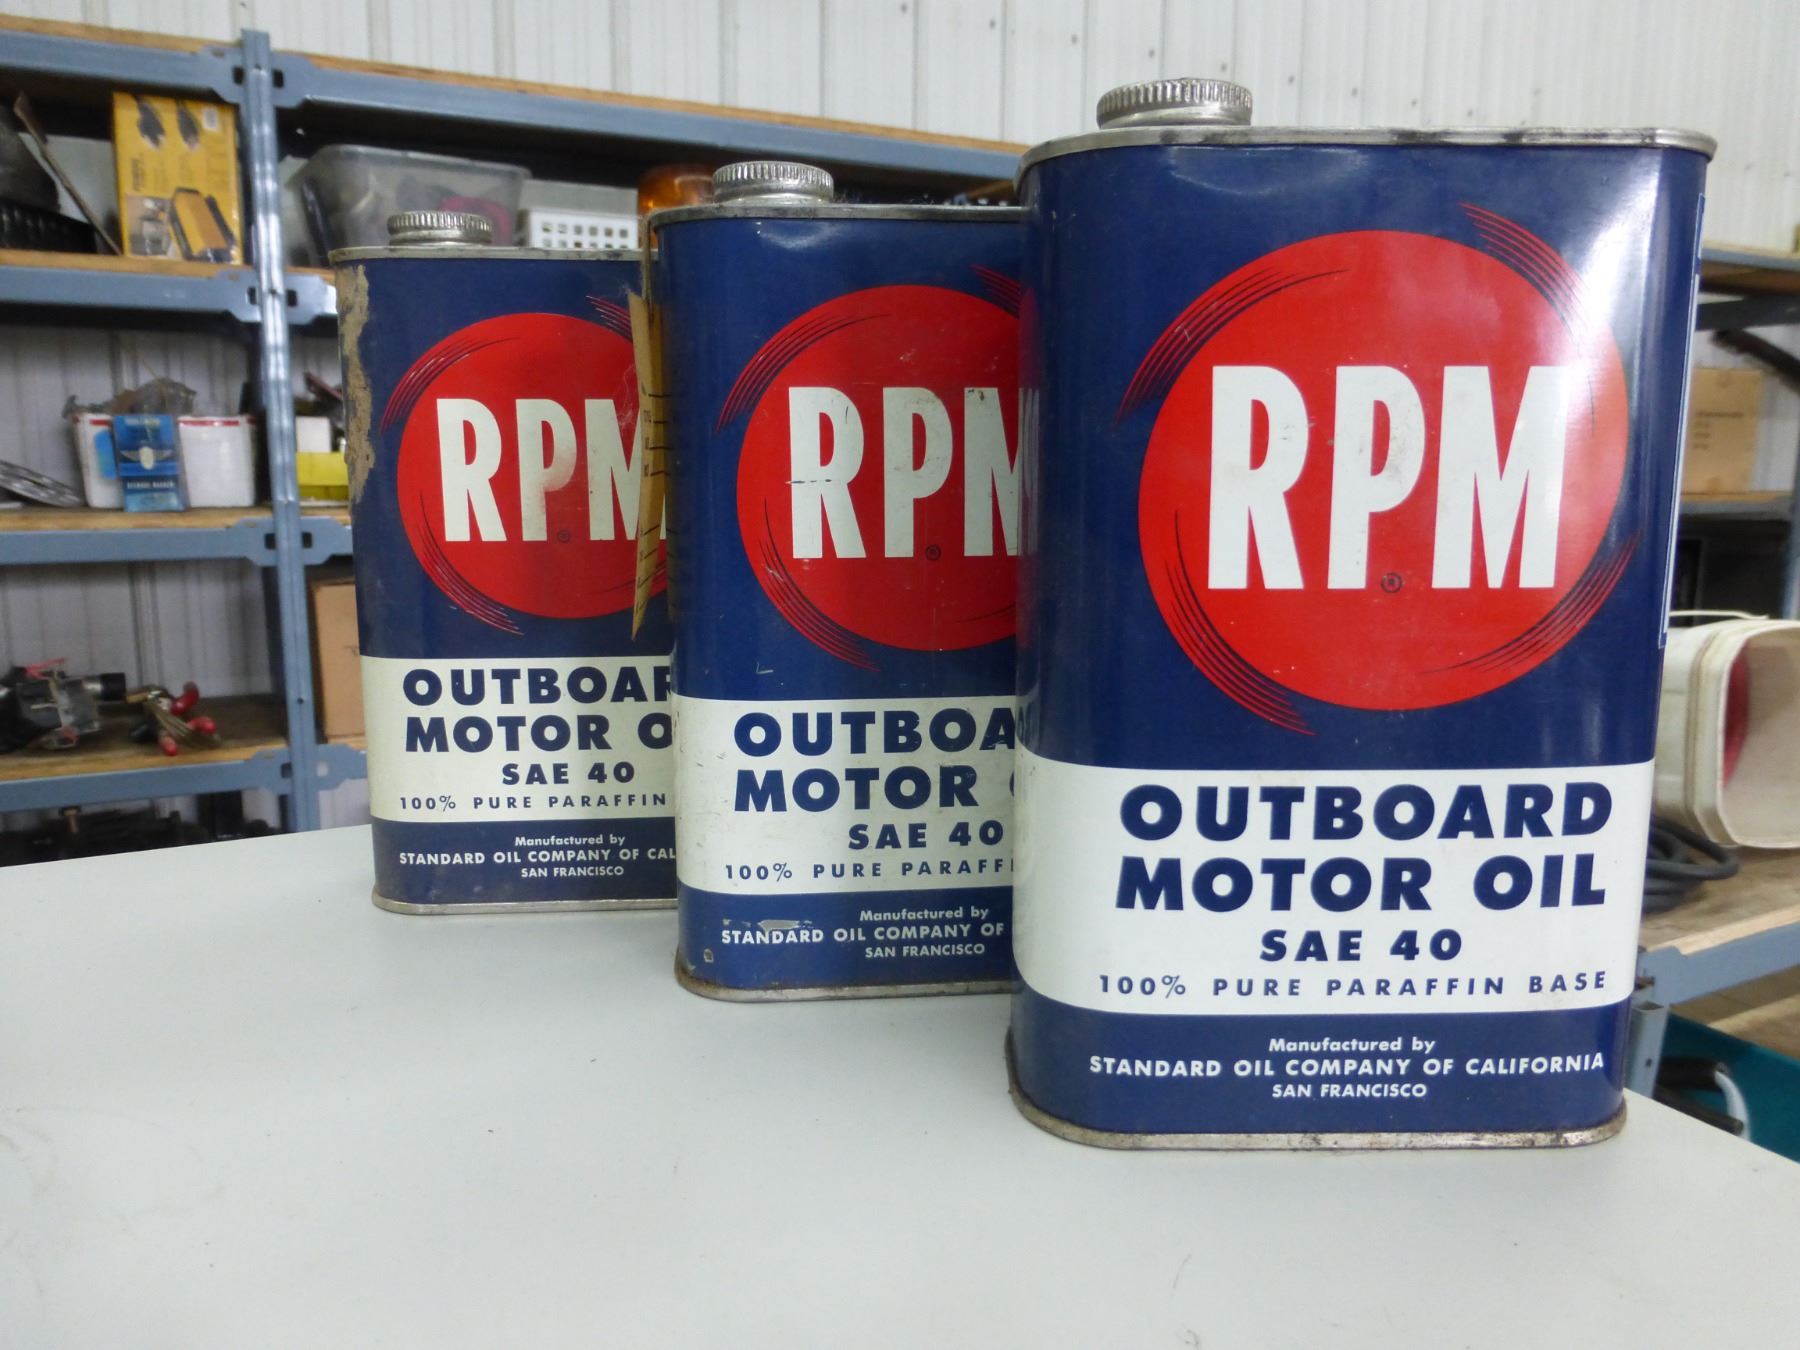 RPM
®
OUTBOAR
MOTOR O
SAE 40
100% PURE PARAFFIN
Manufactured by
STANDARD OIL COMPANY OF CAL
SAN FRANCISCO
RPM
®
OUTBOA
MOTOR
SAE 40
100% PURE PARAFF
Manufactured by
STANDARD OIL COMPANY OF
SAN FRANCISCO
RPM
®
OUTBOARD
MOTOR OIL
SAE 40
100% PURE PARAFFIN BASE
Manufactured by
STANDARD OIL COMPANY OF CALIFORNIA
SAN FRANCISCO